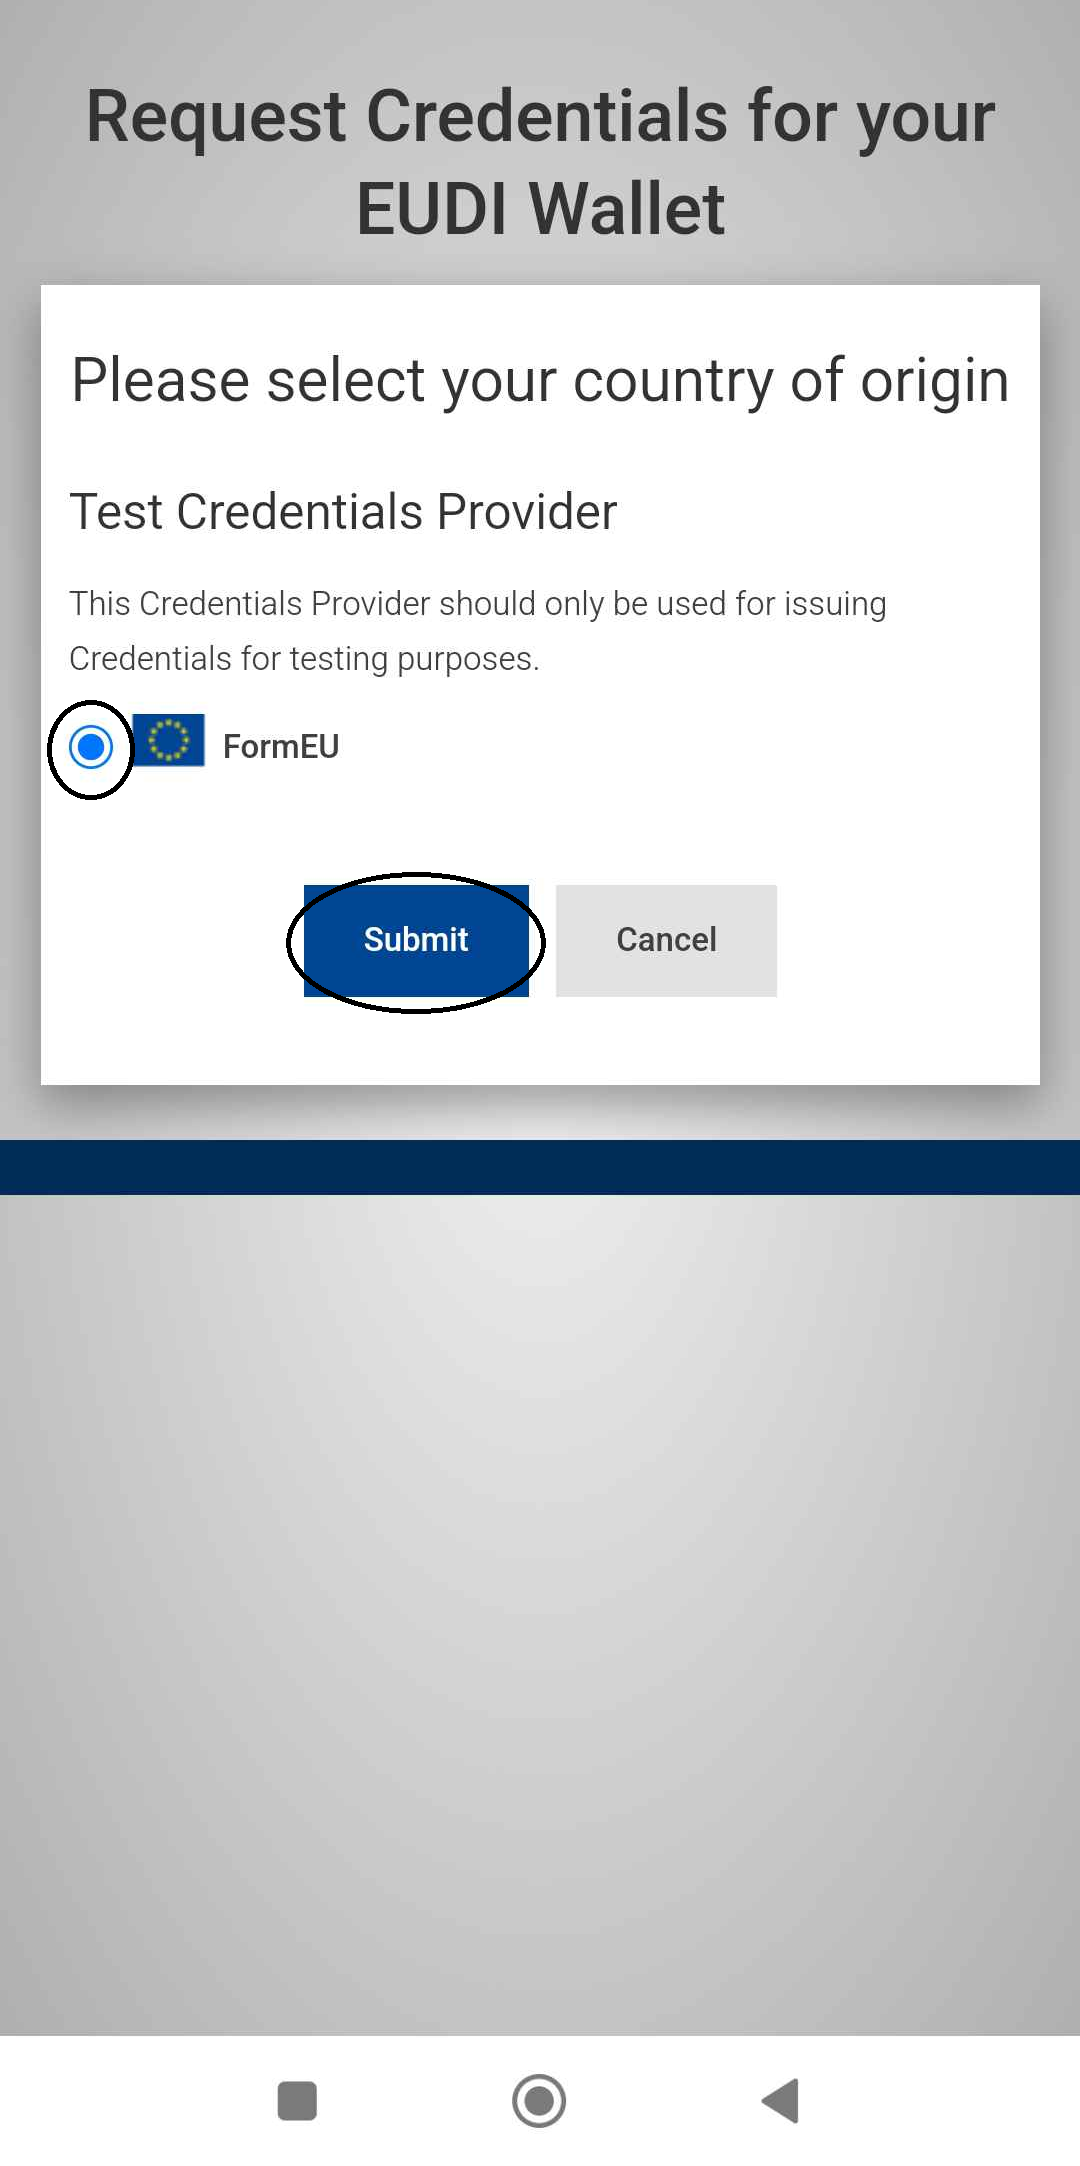 Request Credentials for your
EUDI Wallet
Please select your country of origin
Test Credentials Provider
This Credentials Provider should only be used for issuing
Credentials for testing purposes.
FormEU
Submit
Cancel